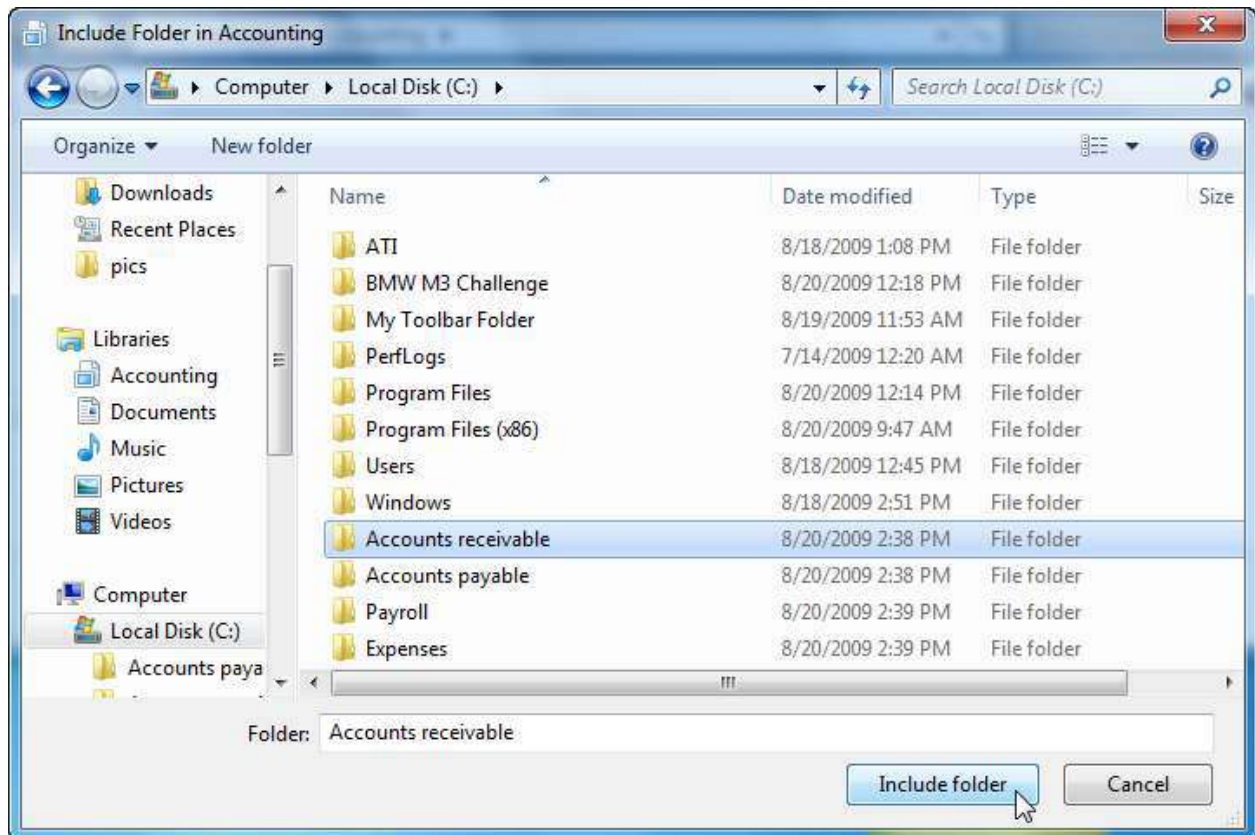 Include Folder in Accounting
Computer Local Disk (C:)
Search Local Disk (C:)
Organize New folder
Downloads
Recent Places
pics
Libraries
Accounting
Documents
Music
Pictures
Videos
Computer
Local Disk (C:)
Accounts paya
Name Date modified Type Size
ATI 8/18/2009 1:08 PM File folder
BMW M3 Challenge 8/20/2009 12:18 PM File folder
My Toolbar Folder 8/19/2009 11:53 AM File folder
PerfLogs 7/14/2009 12:20 AM File folder
Program Files 8/20/2009 12:14 PM File folder
Program Files (x86) 8/20/2009 9:47 AM File folder
Users 8/18/2009 12:45 PM File folder
Windows 8/18/2009 2:51 PM File folder
Accounts receivable 8/20/2009 2:38 PM File folder
Accounts payable 8/20/2009 2:38 PM File folder
Payroll 8/20/2009 2:39 PM File folder
Expenses 8/20/2009 2:39 PM File folder
Folder: Accounts receivable
Include folder Cancel